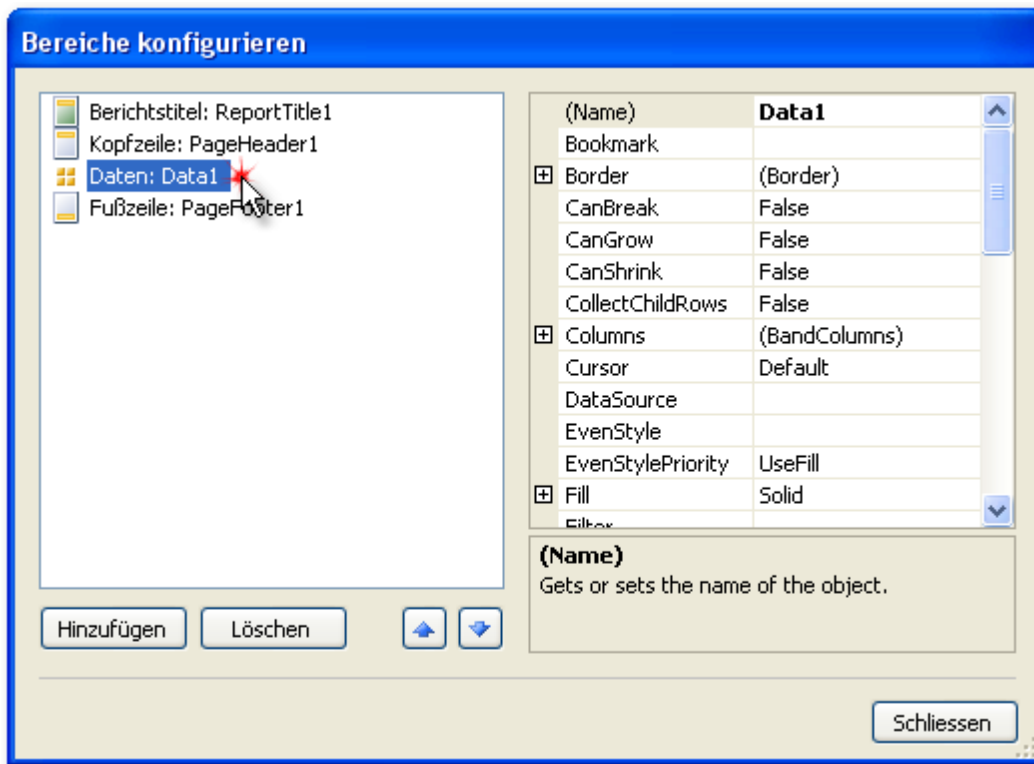 Bereiche konfigurieren
Berichtstitel: ReportTitle1
Kopfzeile: PageHeader1
Daten: Data1
Fußzeile: PageFooter1
(Name) Data1
Bookmark
Border (Border)
CanBreak False
CanGrow False
CanShrink False
CollectChildRows False
Columns (BandColumns)
Cursor Default
DataSource
EvenStyle
EvenStylePriority UseFill
Fill Solid
Filter
(Name)
Gets or sets the name of the object.
Hinzufügen Löschen
Schliessen